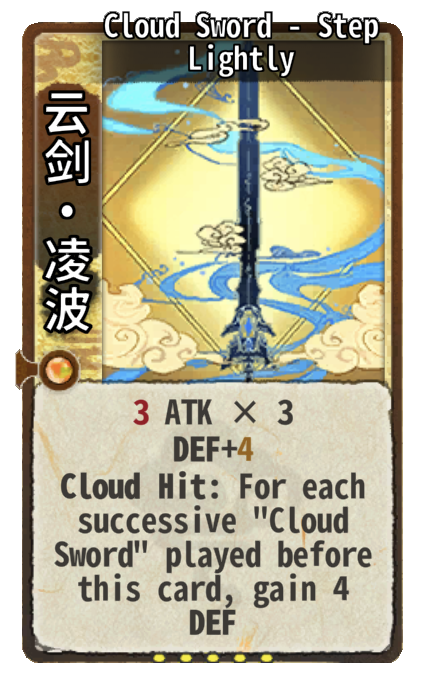 Cloud Sword - Step
Lightly
云剑·凌波
3 ATK × 3
DEF+4
Cloud Hit: For each
successive "Cloud
Sword" played before
this card, gain 4
DEF